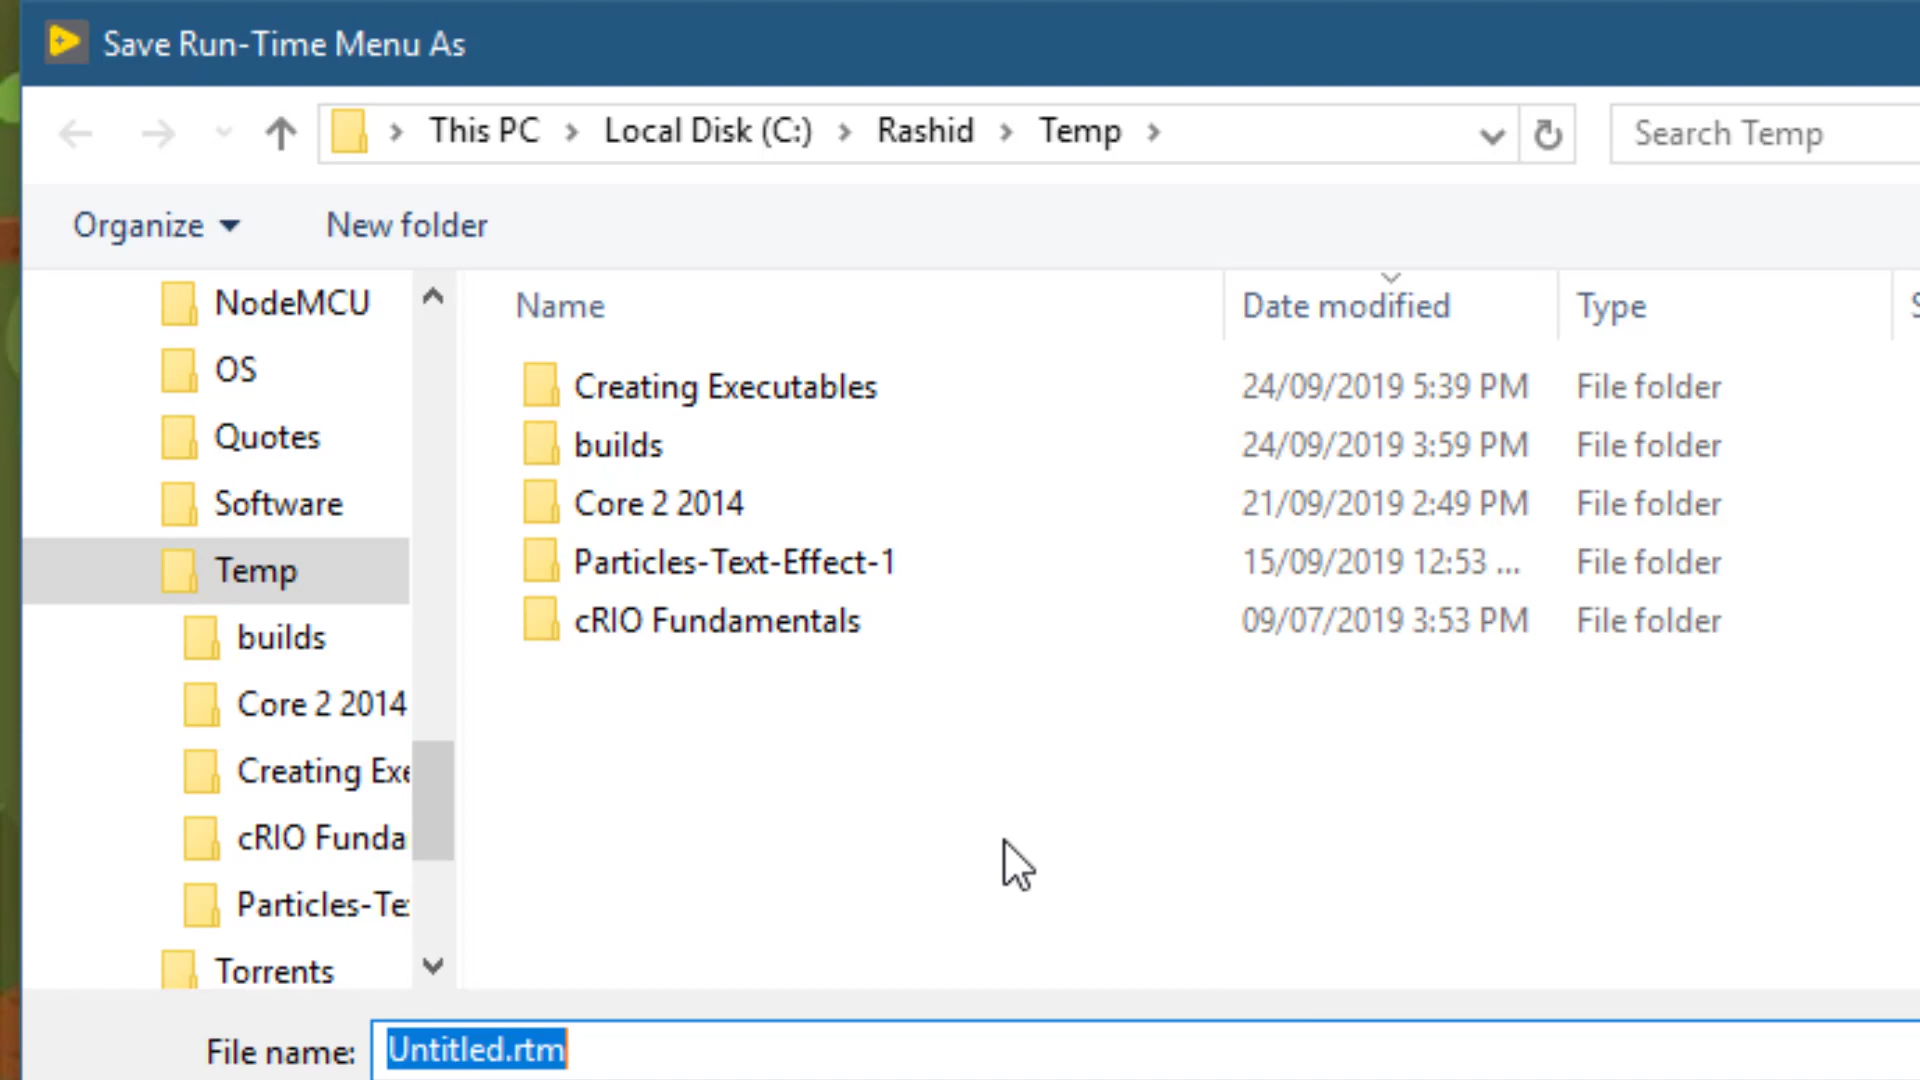 Save Run-Time Menu As
This PC Local Disk (C:) Rashid Temp
Search Temp
Organize New folder
NodeMCU
OS
Quotes
Software
Temp
builds
Core 2 2014
Creating Exe
cRIO Funda
Particles-Te
Torrents
Name Date modified Type
Creating Executables 24/09/2019 5:39 PM File folder
builds 24/09/2019 3:59 PM File folder
Core 2 2014 21/09/2019 2:49 PM File folder
Particles-Text-Effect-1 15/09/2019 12:53 ... File folder
cRIO Fundamentals 09/07/2019 3:53 PM File folder
File name: Untitled.rtm